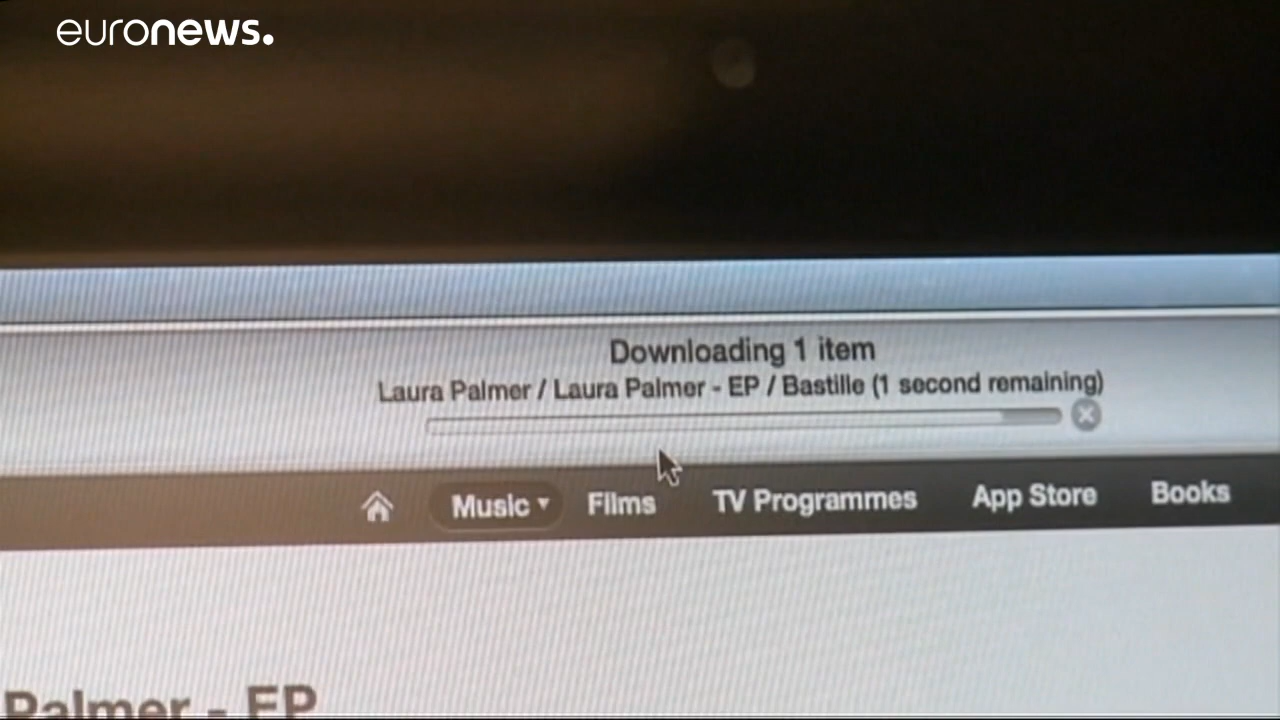 euronews.
Downloading 1 item
Laura Palmer / Laura Palmer - EP / Bastille (1 second remaining)
Music Films TV Programmes App Store Books
Palmer - EP